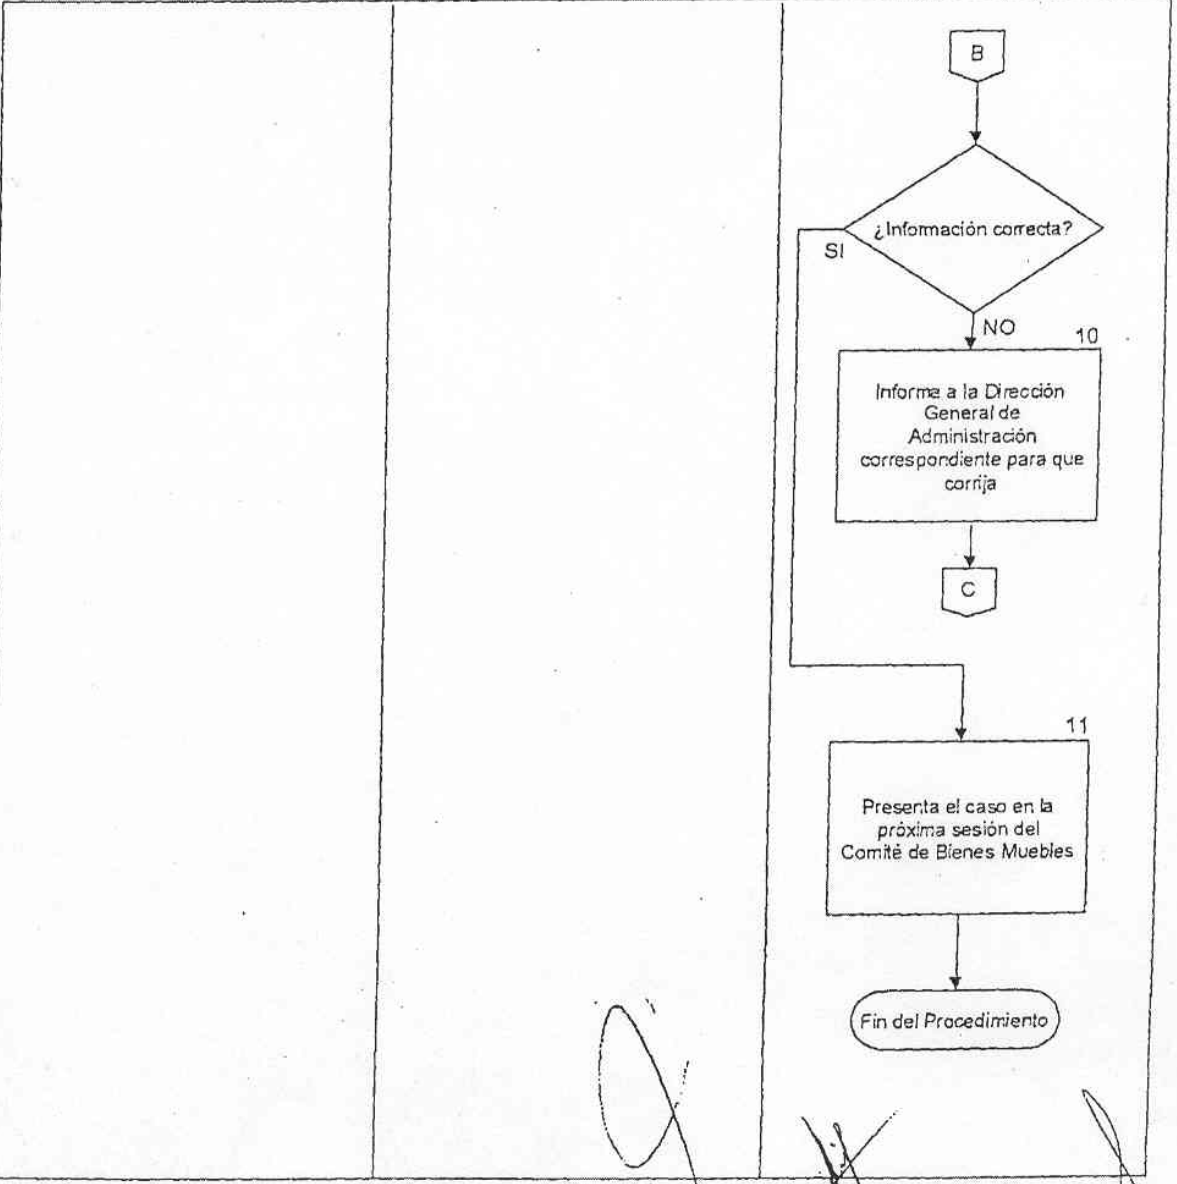 B
¿Información correcta?
SI
NO
10
Informa a la Dirección
General de
Administración
correspondiente para que
corrija
C
11
Presenta el caso en la
próxima sesión del
Comité de Bienes Muebles
Fin del Procedimiento